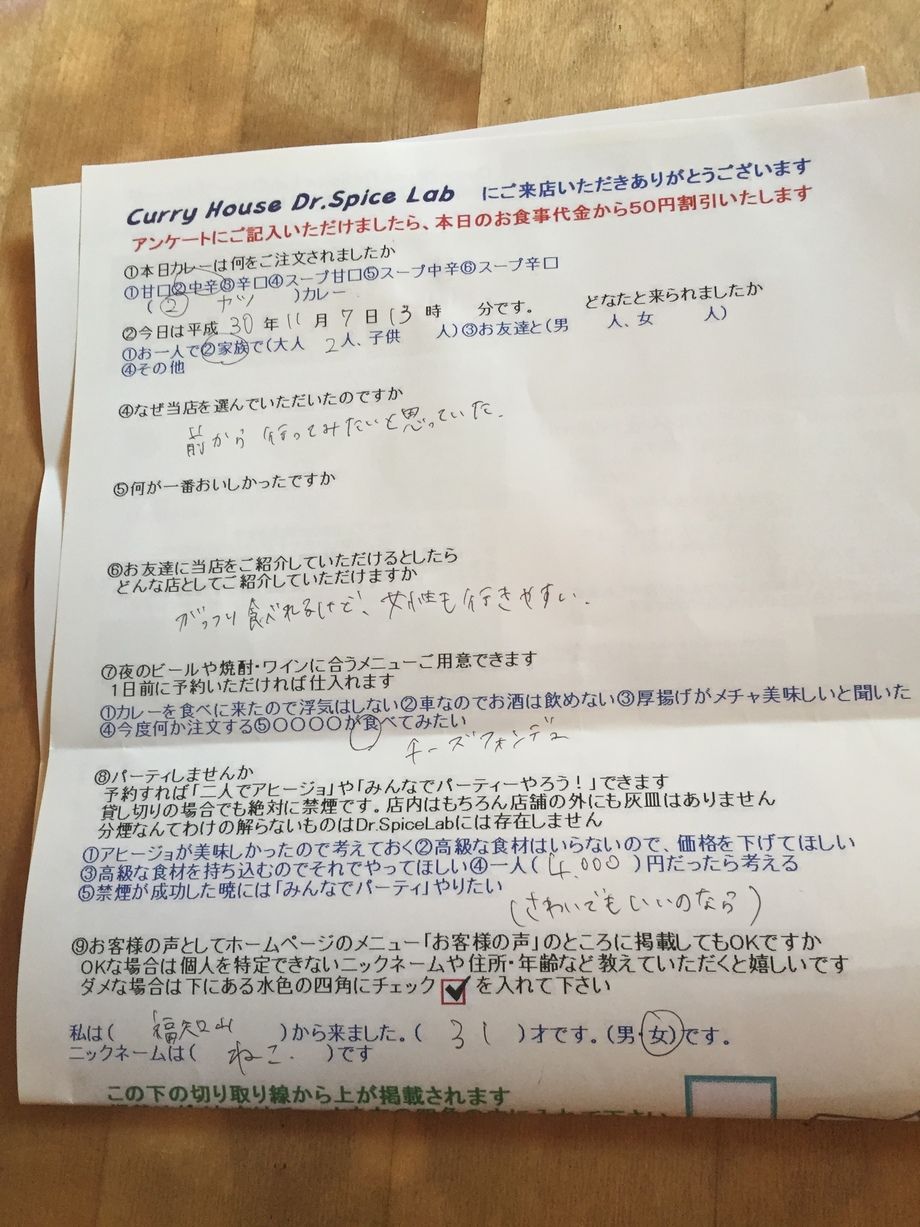 Curry House Dr.Spice Lab にご来店いただきありがとうございます
アンケートにご記入いただけましたら、本日のお食事代金から50円割引いたします
①本日カレーは何をご注文されましたか
①甘口②中辛③辛口④スープ甘口⑤スープ中辛⑥スープ辛口
(② カツ )カレー
②今日は平成 30 年 11 月 7 日 13 時 分です。 どなたと来られましたか
①お一人で②家族で(大人 2人、子供 人)③お友達と(男 人、女 人)
④その他
④なぜ当店を選んでいただいたのですか
前から行ってみたいと思っていた.
⑤何が一番おいしかったですか
⑥お友達に当店をご紹介していただけるとしたら
どんな店としてご紹介していただけますか
がっつり食べれるけど、女性も行きやすい.
⑦夜のビールや焼酎・ワインに合うメニューご用意できます
1日前に予約いただければ仕入れます
①カレーを食べに来たので浮気はしない②車なのでお酒は飲めない③厚揚げがメチャ美味しいと聞いた
④今度何か注文する⑤〇〇〇〇が食べてみたい
チーズフォンデュ
⑧パーティしませんか
予約すれば「二人でアヒージョ」や「みんなでパーティーやろう!」できます
貸し切りの場合でも絶対に禁煙です。店内はもちろん店舗の外にも灰皿はありません
分煙なんてわけの解らないものはDr.SpiceLabには存在しません
①アヒージョが美味しかったので考えておく②高級な食材はいらないので、価格を下げてほしい
③高級な食材を持ち込むのでそれでやってほしい④一人(4.000)円だったら考える
⑤禁煙が成功した暁には「みんなでパーティ」やりたい
(さわいでもいいのなら)
⑨お客様の声としてホームページのメニュー「お客様の声」のところに掲載してもOKですか
OKな場合は個人を特定できないニックネームや住所・年齢など教えていただくと嬉しいです
ダメな場合は下にある水色の四角にチェック を入れて下さい
私は( 福知山 )から来ました。( 31 )才です。(男・女)です。
ニックネームは( ねこ. )です
この下の切り取り線から上が掲載されます